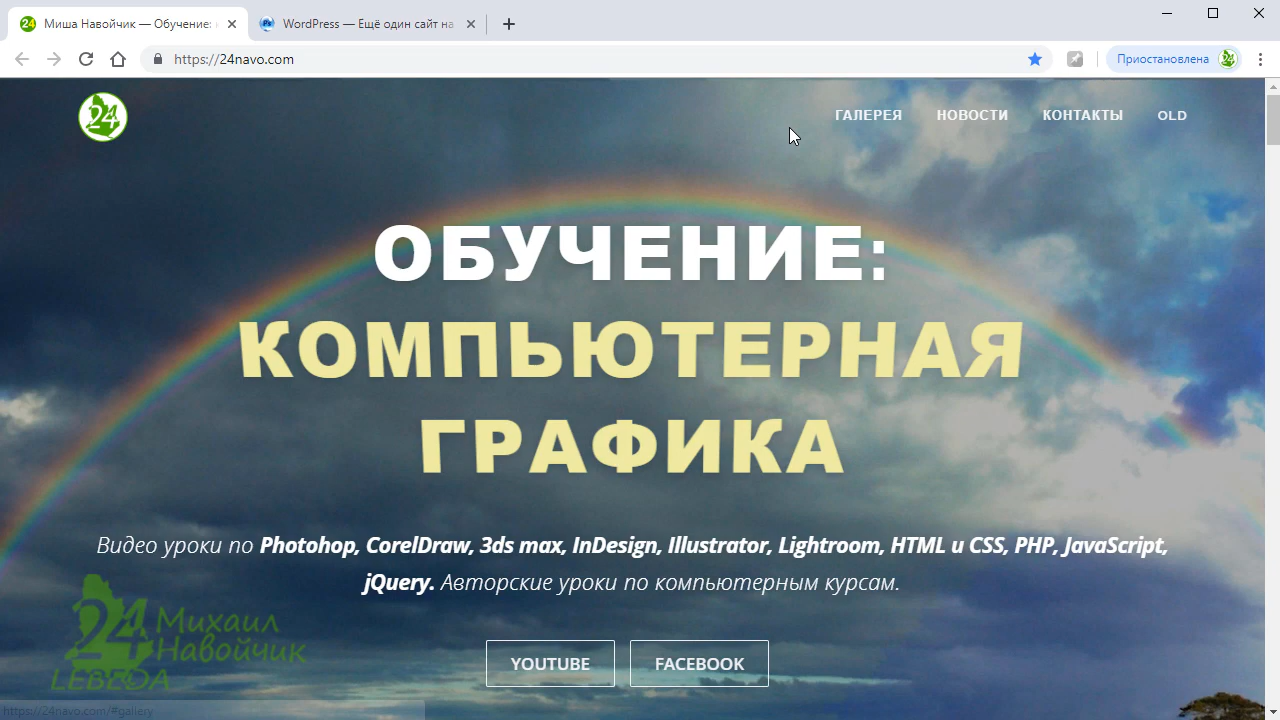 24 Миша Навойчик — Обучение:
WordPress — Ещё один сайт на
https://24navo.com
Приостановлена 24
24
ГАЛЕРЕЯ НОВОСТИ КОНТАКТЫ OLD
ОБУЧЕНИЕ:
КОМПЬЮТЕРНАЯ
ГРАФИКА
Видео уроки по Photohop, CorelDraw, 3ds max, InDesign, Illustrator, Lightroom, HTML и CSS, PHP, JavaScript,
jQuery. Авторские уроки по компьютерным курсам.
24 Михаил
Навойчик
LEBEDA
YOUTUBE FACEBOOK
https://24navo.com/#gallery